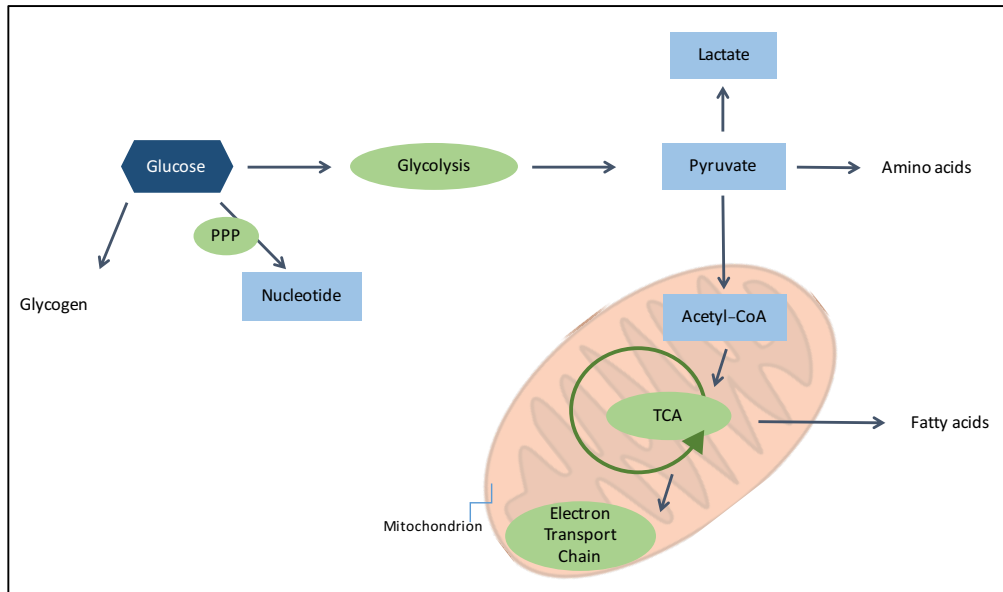 Lactate
Glucose
Glycolysis
Pyruvate
Amino acids
PPP
Glycogen
Nucleotide
Acetyl–CoA
TCA
Fatty acids
Mitochondrion
Electron
Transport
Chain